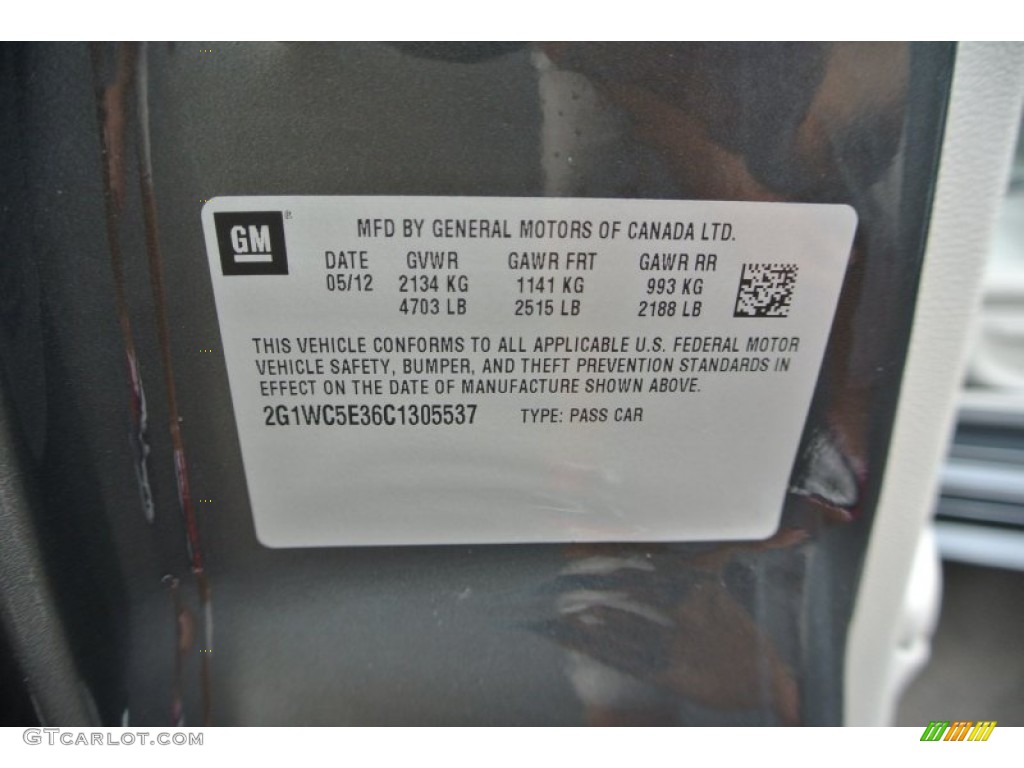 GM ®
MFD BY GENERAL MOTORS OF CANADA LTD.
DATE GVWR GAWR FRT GAWR RR
05/12 2134 KG 1141 KG 993 KG
4703 LB 2515 LB 2188 LB
THIS VEHICLE CONFORMS TO ALL APPLICABLE U.S. FEDERAL MOTOR
VEHICLE SAFETY, BUMPER, AND THEFT PREVENTION STANDARDS IN
EFFECT ON THE DATE OF MANUFACTURE SHOWN ABOVE.
2G1WC5E36C1305537 TYPE: PASS CAR
GTCARLOT.COM